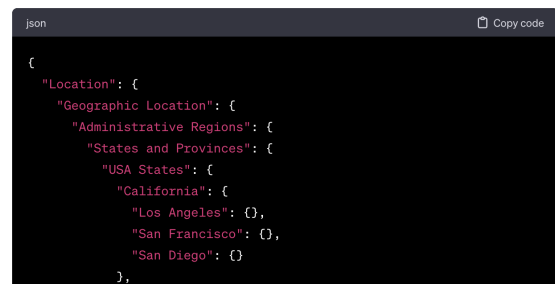 json Copy code
{
"Location": {
"Geographic Location": {
"Administrative Regions": {
"States and Provinces": {
"USA States": {
"California": {
"Los Angeles": {},
"San Francisco": {},
"San Diego": {}
},